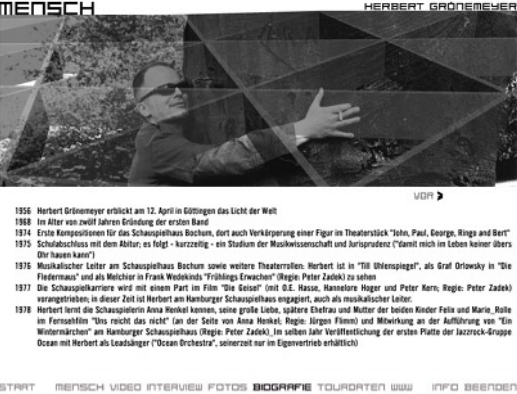 MENSCH
HERBERT GRÖNEMEYER
VOR
1956 Herbert Grönemeyer erblickt am 12. April in Göttingen das Licht der Welt
1968 Im Alter von zwölf Jahren Gründung der ersten Band
1974 Erste Kompositionen für das Schauspielhaus Bochum, dort auch Verkörperung einer Figur im Theaterstück "John, Paul, George, Ringo and Bert"
1975 Schulabschluss mit dem Abitur; es folgt - kurzzeitig - ein Studium der Musikwissenschaft und Jurisprudenz ("damit mich im Leben keiner übers
Ohr hauen kann")
1976 Musikalischer Leiter am Schauspielhaus Bochum sowie weitere Theaterrollen: Herbert ist in "Till Uhlenspiegel", als Graf Orlowsky in "Die
Fledermaus" und als Melchior in Frank Wedekinds "Frühlings Erwachen" (Regie: Peter Zadek) zu sehen
1977 Die Schauspielkarriere wird mit einem Part im Film "Die Geisel" (mit O.E. Hasse, Hannelore Hoger und Peter Kern; Regie: Peter Zadek)
vorangetrieben; in dieser Zeit ist Herbert am Hamburger Schauspielhaus engagiert, auch als musikalischer Leiter.
1978 Herbert lernt die Schauspielerin Anna Henkel kennen, seine große Liebe, spätere Ehefrau und Mutter der beiden Kinder Felix und Marie_Rolle
im Fernsehfilm "Uns reicht das nicht" (an der Seite von Anna Henkel; Regie: Jürgen Flimm) und Mitwirkung an der Aufführung von "Ein
Wintermärchen" am Hamburger Schauspielhaus (Regie: Peter Zadek)_Im selben Jahr Veröffentlichung der ersten Platte der Jazzrock-Gruppe
Ocean mit Herbert als Leadsänger ("Ocean Orchestra", seinerzeit nur im Eigenvertrieb erhältlich)
START MENSCH VIDEO INTERVIEW FOTOS BIOGRAFIE TOURDATEN WWW INFO BEENDEN